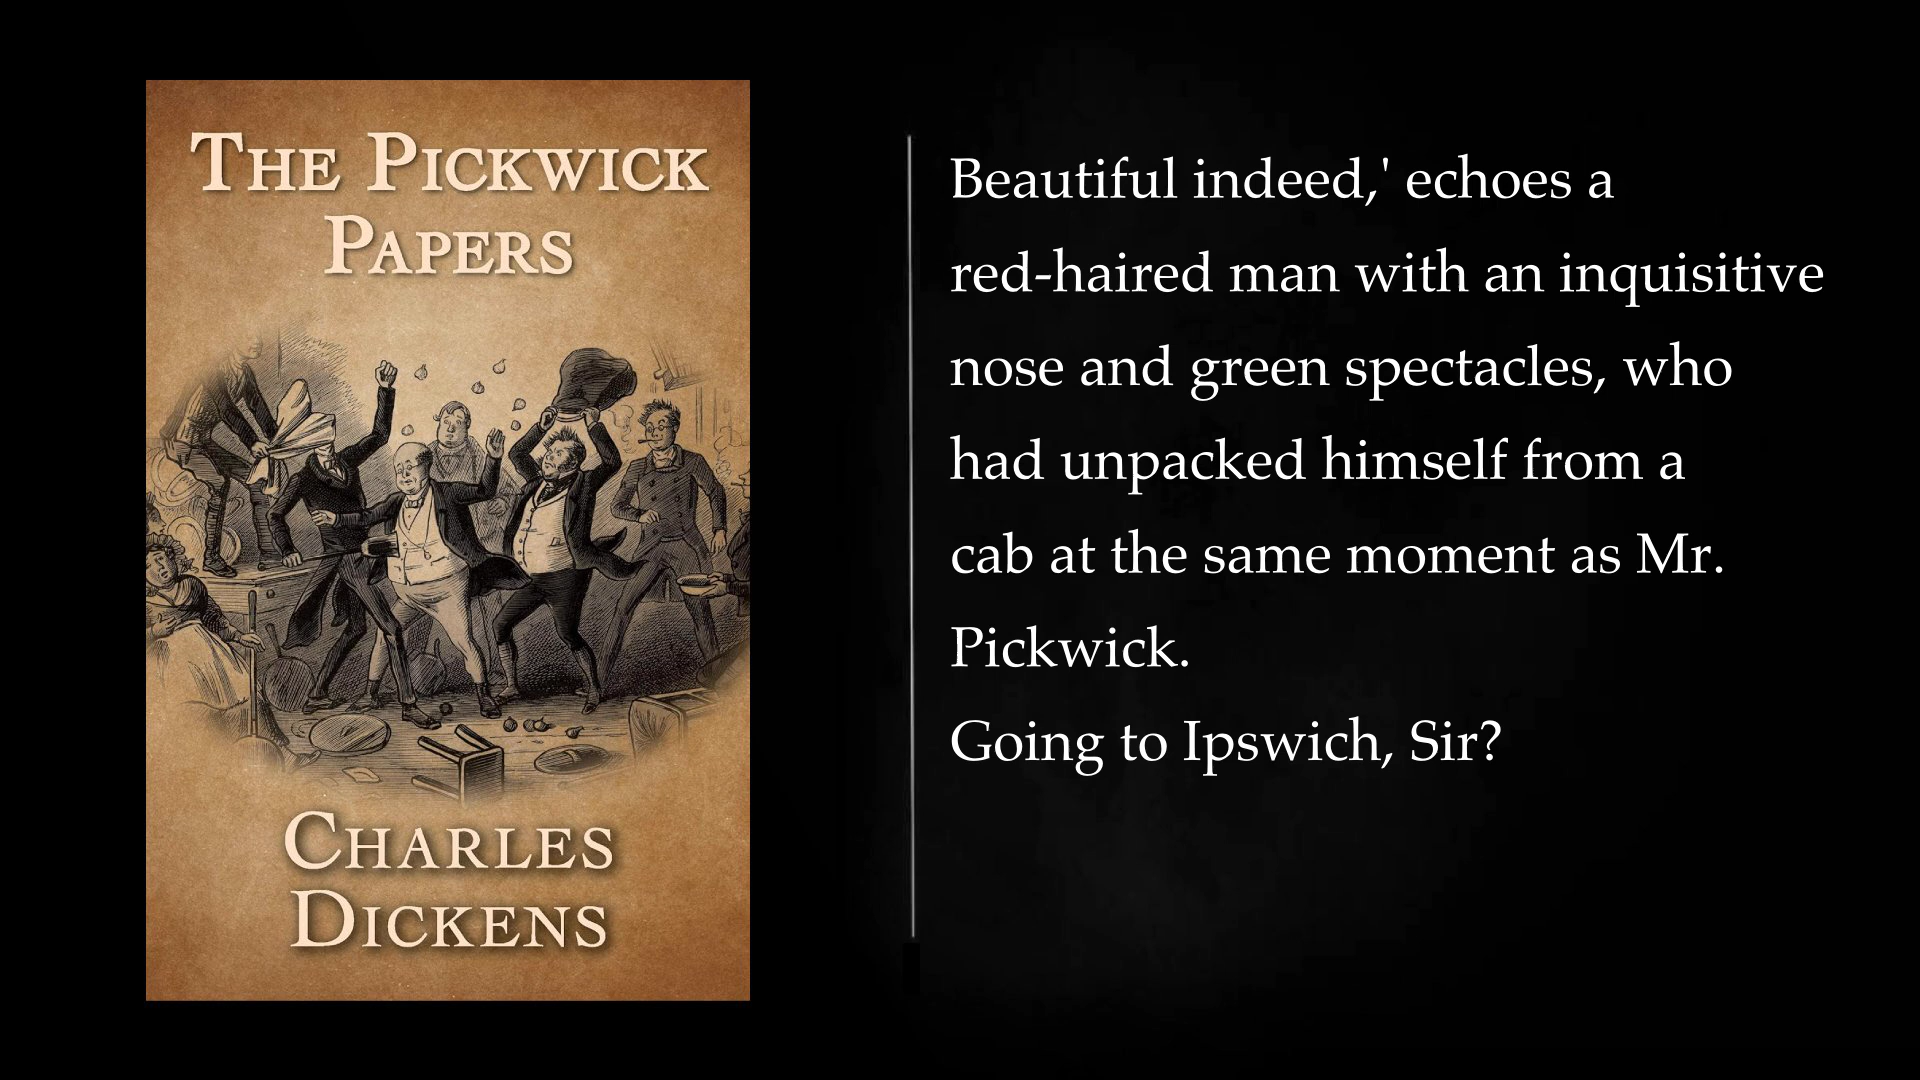 THE PICKWICK
PAPERS
CHARLES
DICKENS
Beautiful indeed,' echoes a
red-haired man with an inquisitive
nose and green spectacles, who
had unpacked himself from a
cab at the same moment as Mr.
Pickwick.
Going to Ipswich, Sir?